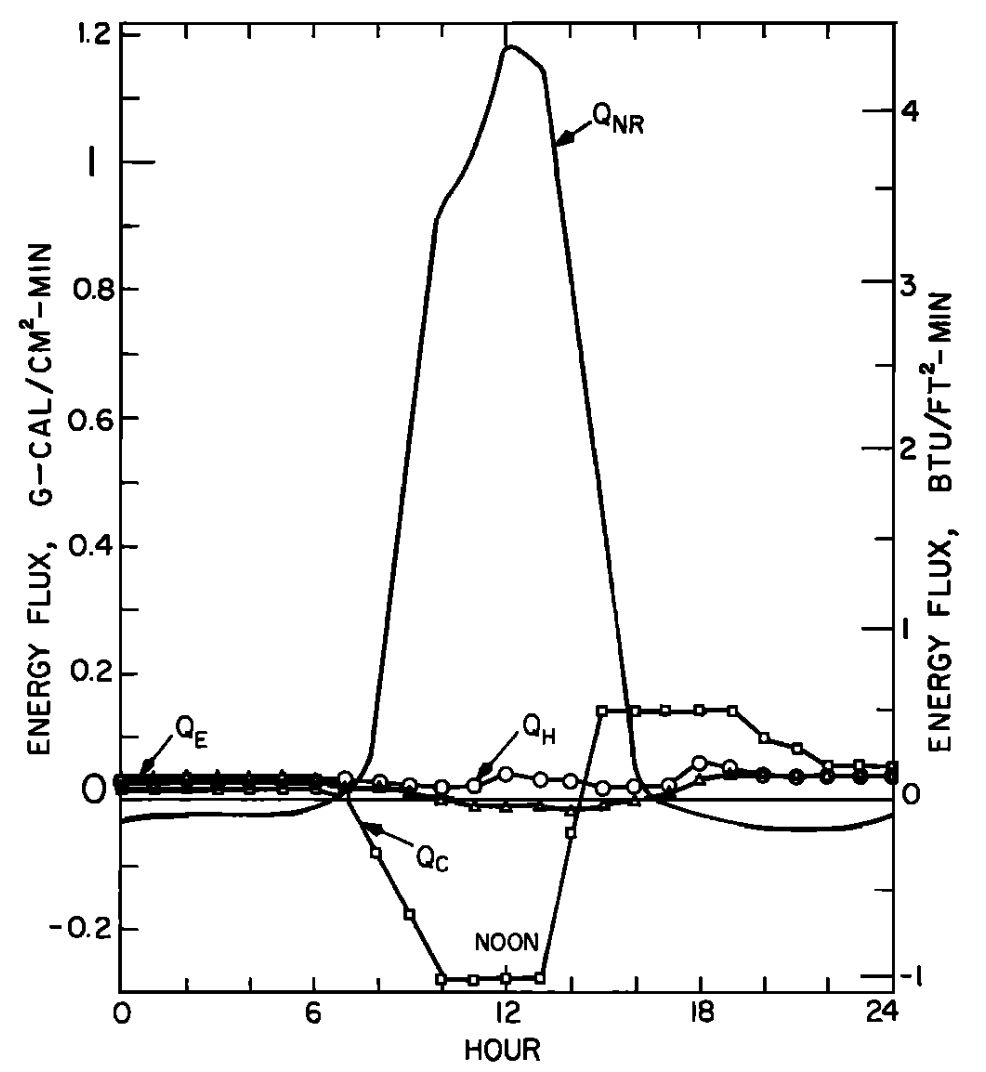 1.2
1
0.8
0.6
0.4
0.2
0
-0.2
ENERGY FLUX, G-CAL/CM²-MIN
4
3
2
1
0
-1
ENERGY FLUX, BTU/FT²-MIN
Q_NR
Q_E
Q_H
Q_C
NOON
0 6 12 18 24
HOUR